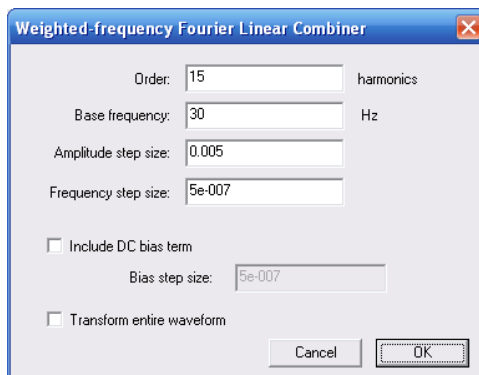 Weighted-frequency Fourier Linear Combiner
Order: 15 harmonics
Base frequency: 30 Hz
Amplitude step size: 0.005
Frequency step size: 5e-007
Include DC bias term
Bias step size: 5e-007
Transform entire waveform
Cancel OK